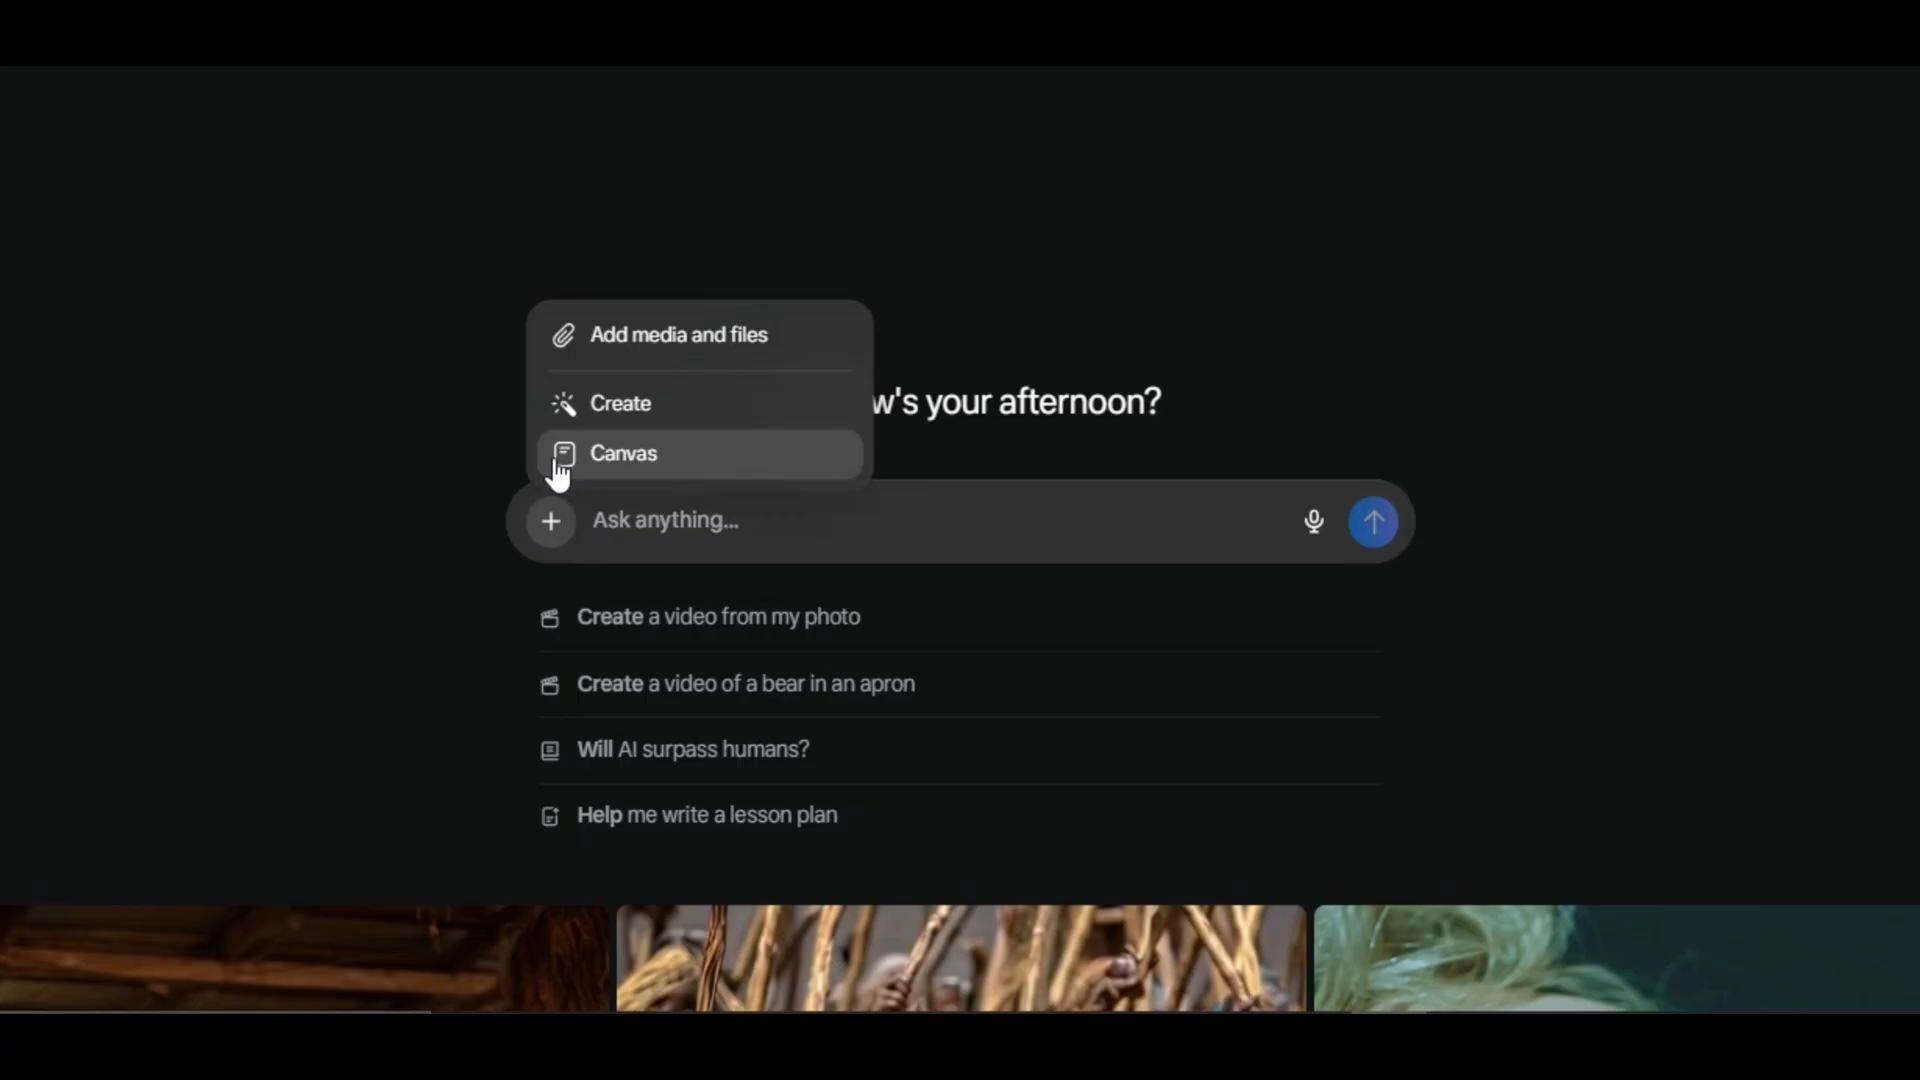 Add media and files
Create
w's your afternoon?
Canvas
Ask anything...
Create a video from my photo
Create a video of a bear in an apron
Will AI surpass humans?
Help me write a lesson plan